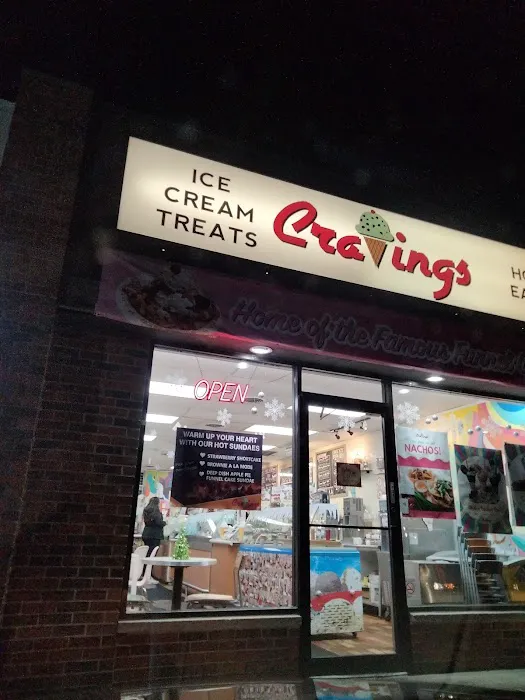 ICE
CREAM
TREATS
Cravings
Home of the Famous Funnel
OPEN
WARM UP YOUR HEART
WITH OUR HOT SUNDAES
STRAWBERRY SHORTCAKE
BROWNIE A LA MODE
DEEP DISH APPLE PIE
FUNNEL CAKE SUNDAE
NACHOS!